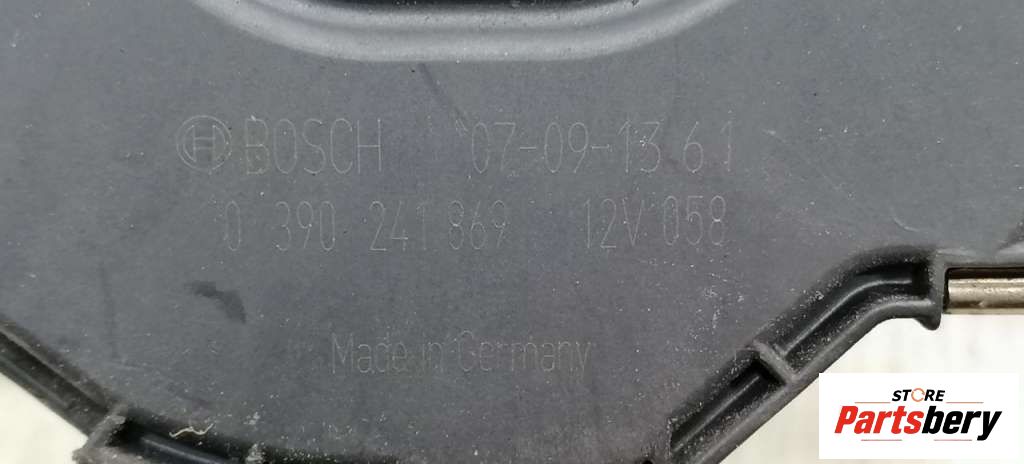 BOSCH 07-09-13 6 1
0 390 241 869 12V 058
Made in Germany
STORE
Partsbery